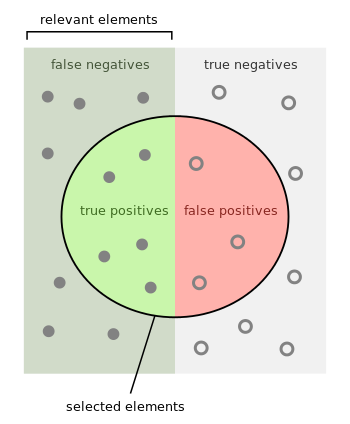 relevant elements
false negatives
true negatives
true positives
false positives
selected elements